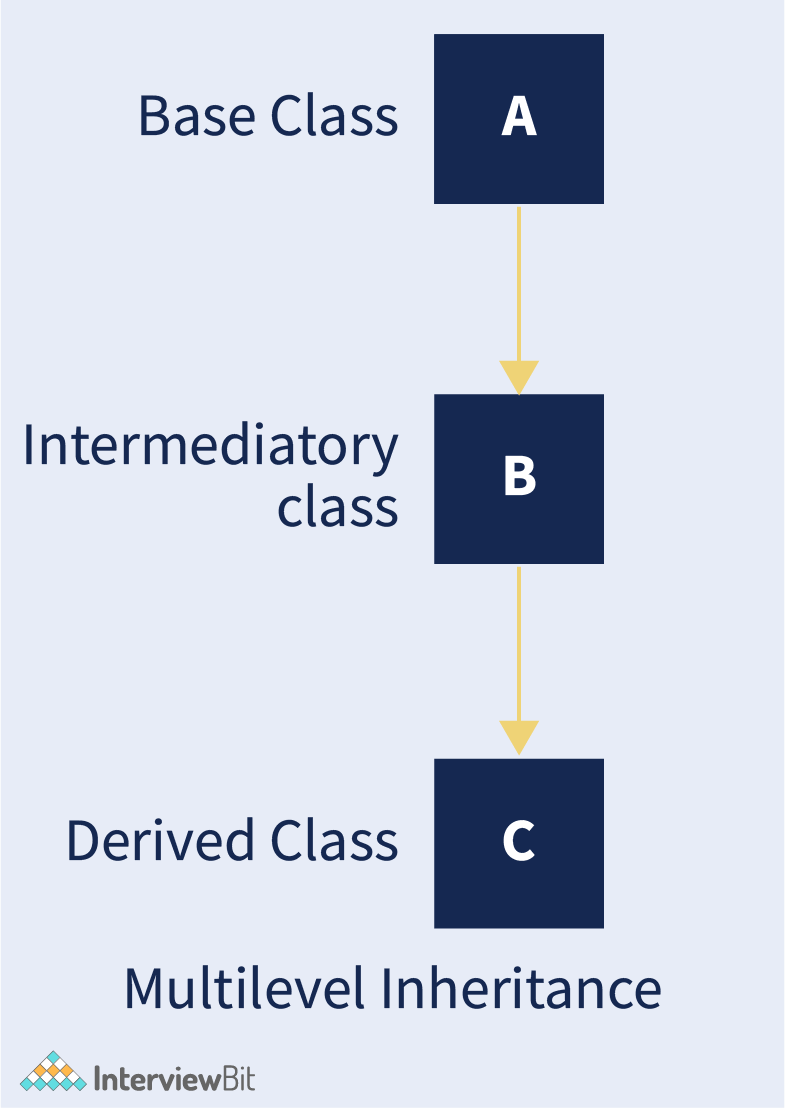 Base Class
A
Intermediatory
class
B
Derived Class
C
Multilevel Inheritance
InterviewBit